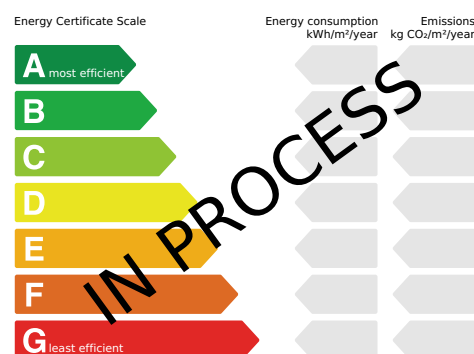 Energy Certificate Scale
Energy consumption
kWh/m²/year
Emissions
kg CO₂/m²/year
A most efficient
B
C
D
E
F
G least efficient
IN PROCESS